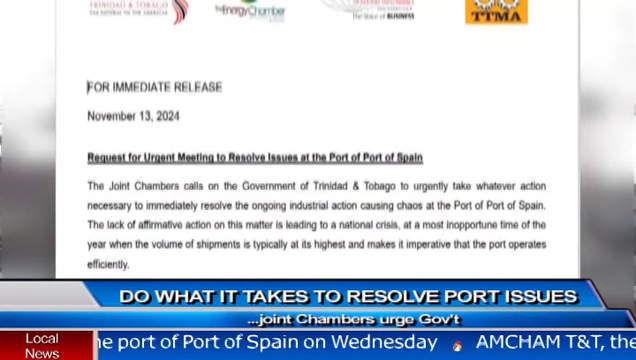 TRINIDAD & TOBAGO
The EnergyChamber
The Voice of BUSINESS
TTMA
FOR IMMEDIATE RELEASE
November 13, 2024
Request for Urgent Meeting to Resolve Issues at the Port of Port of Spain
The Joint Chambers calls on the Government of Trinidad & Tobago to urgently take whatever action
necessary to immediately resolve the ongoing industrial action causing chaos at the Port of Port of Spain.
The lack of affirmative action on this matter is leading to a national crisis, at a most inopportune time of the
year when the volume of shipments is typically at its highest and makes it imperative that the port operates
efficiently.
DO WHAT IT TAKES TO RESOLVE PORT ISSUES
...joint Chambers urge Gov't
Local
News
he port of Port of Spain on Wednesday AMCHAM T&T, the